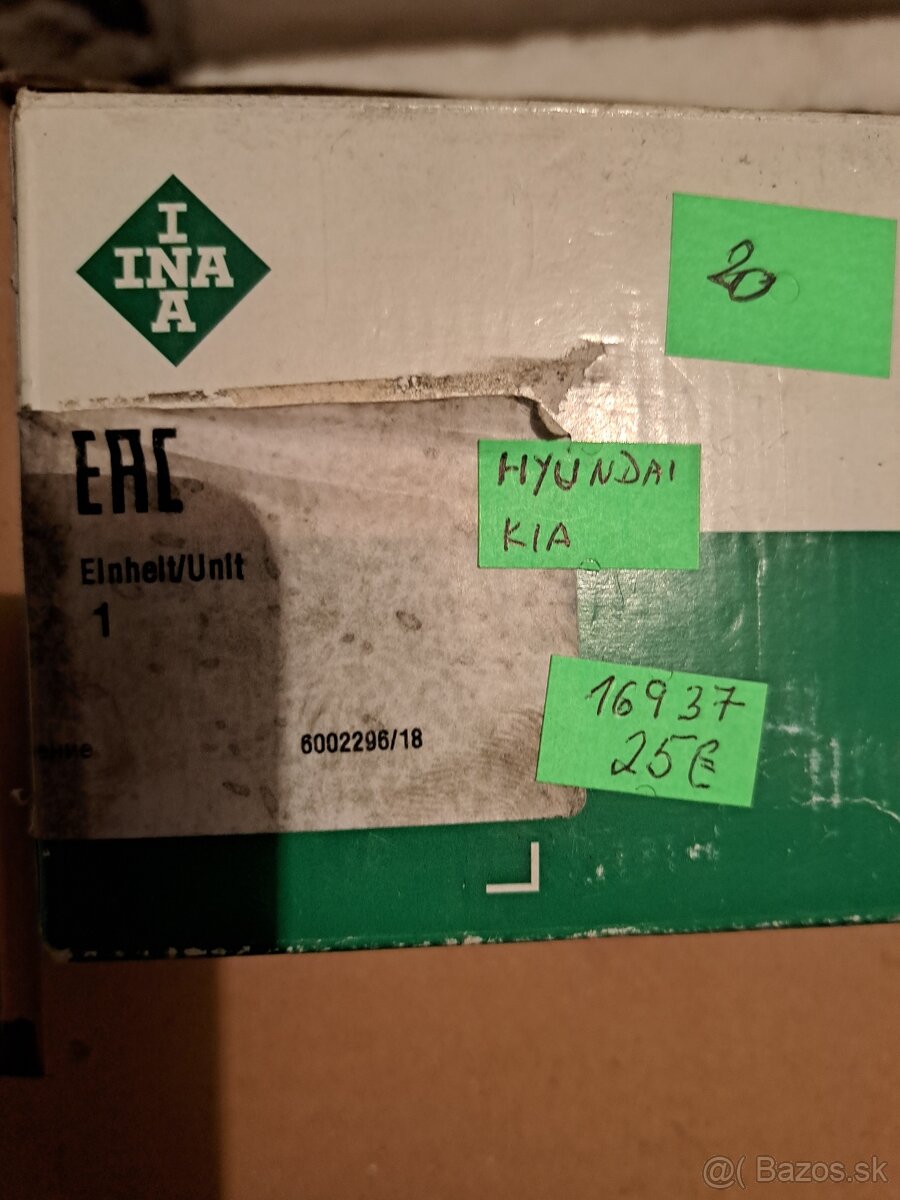 I
INA
A
20
EAC
HYUNDAI
KIA
Einheit/Unit
1
16937
25€
6002296/18
@( Bazos.sk